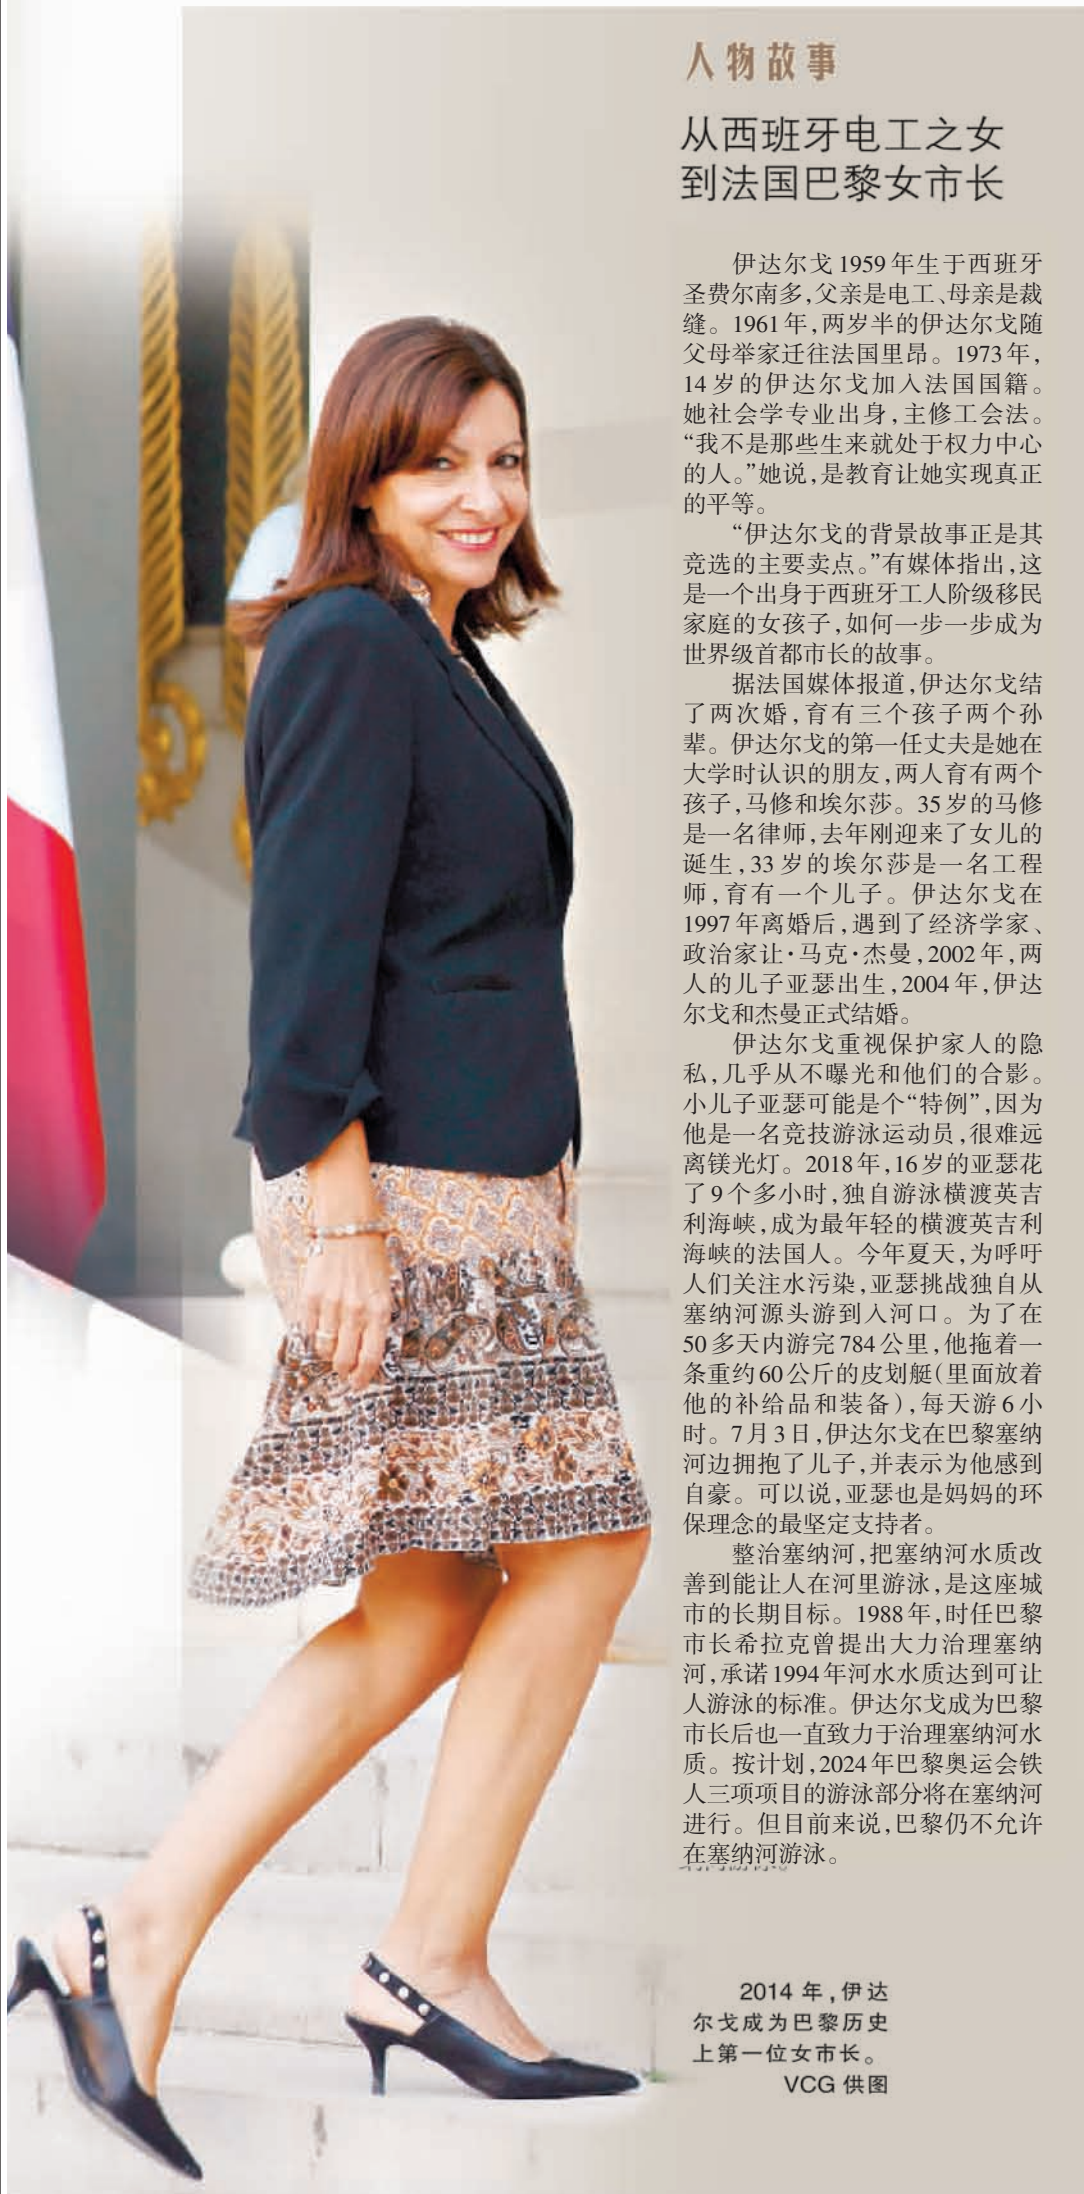 人物故事
从西班牙电工之女
到法国巴黎女市长
伊达尔戈1959年生于西班牙
圣费尔南多,父亲是电工、母亲是裁
缝。1961年,两岁半的伊达尔戈随
父母举家迁往法国里昂。1973年,
14岁的伊达尔戈加入法国国籍。
她社会学专业出身,主修工会法。
“我不是那些生来就处于权力中心
的人。”她说,是教育让她实现真正
的平等。
“伊达尔戈的背景故事正是其
竞选的主要卖点。”有媒体指出,这
是一个出身于西班牙工人阶级移民
家庭的女孩子,如何一步一步成为
世界级首都市长的故事。
据法国媒体报道,伊达尔戈结
了两次婚,育有三个孩子两个孙
辈。伊达尔戈的第一任丈夫是她在
大学时认识的朋友,两人育有两个
孩子,马修和埃尔莎。35岁的马修
是一名律师,去年刚迎来了女儿的
诞生,33岁的埃尔莎是一名工程
师,育有一个儿子。伊达尔戈在
1997年离婚后,遇到了经济学家、
政治家让·马克·杰曼,2002年,两
人的儿子亚瑟出生,2004年,伊达
尔戈和杰曼正式结婚。
伊达尔戈重视保护家人的隐
私,几乎从不曝光和他们的合影。
小儿子亚瑟可能是个“特例”,因为
他是一名竞技游泳运动员,很难远
离镁光灯。2018年,16岁的亚瑟花
了9个多小时,独自游泳横渡英吉
利海峡,成为最年轻的横渡英吉利
海峡的法国人。今年夏天,为呼吁
人们关注水污染,亚瑟挑战独自从
塞纳河源头游到入河口。为了在
50多天内游完784公里,他拖着一
条重约60公斤的皮划艇(里面放着
他的补给品和装备),每天游6小
时。7月3日,伊达尔戈在巴黎塞纳
河边拥抱了儿子,并表示为他感到
自豪。可以说,亚瑟也是妈妈的环
保理念的最坚定支持者。
整治塞纳河,把塞纳河水质改
善到能让人在河里游泳,是这座城
市的长期目标。1988年,时任巴黎
市长希拉克曾提出大力治理塞纳
河,承诺1994年河水水质达到可让
人游泳的标准。伊达尔戈成为巴黎
市长后也一直致力于治理塞纳河水
质。按计划,2024年巴黎奥运会铁
人三项项目的游泳部分将在塞纳河
进行。但目前来说,巴黎仍不允许
在塞纳河游泳。
2014年,伊达
尔戈成为巴黎历史
上第一位女市长。
VCG供图